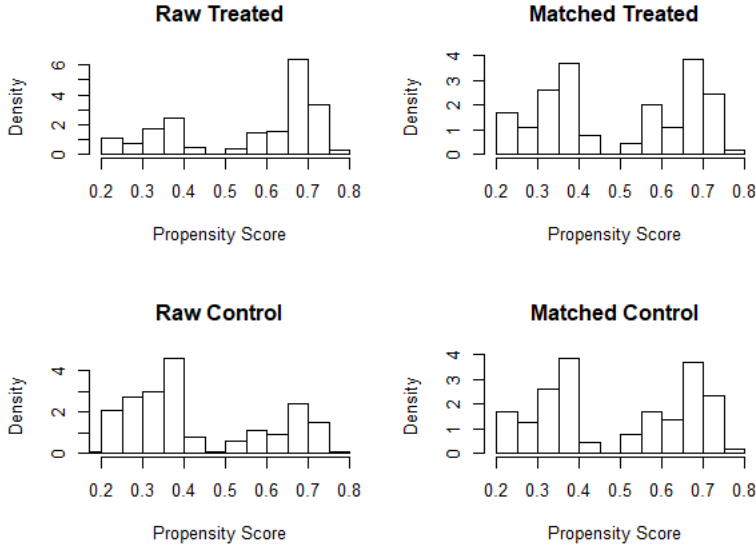 Raw Treated
Density
0 2 4 6
0.2 0.3 0.4 0.5 0.6 0.7 0.8
Propensity Score
Matched Treated
Density
0 1 2 3 4
0.2 0.3 0.4 0.5 0.6 0.7 0.8
Propensity Score
Raw Control
Density
0 2 4
0.2 0.3 0.4 0.5 0.6 0.7 0.8
Propensity Score
Matched Control
Density
0 1 2 3 4
0.2 0.3 0.4 0.5 0.6 0.7 0.8
Propensity Score